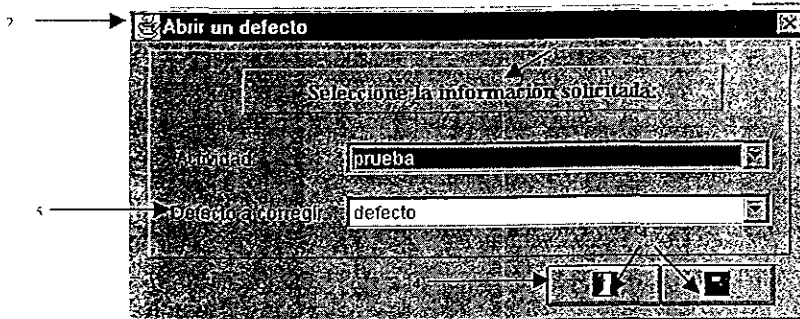 2
Abrir un defecto
Seleccione la información solicitada:
Actividad:
prueba
Defecto a corregir:
defecto